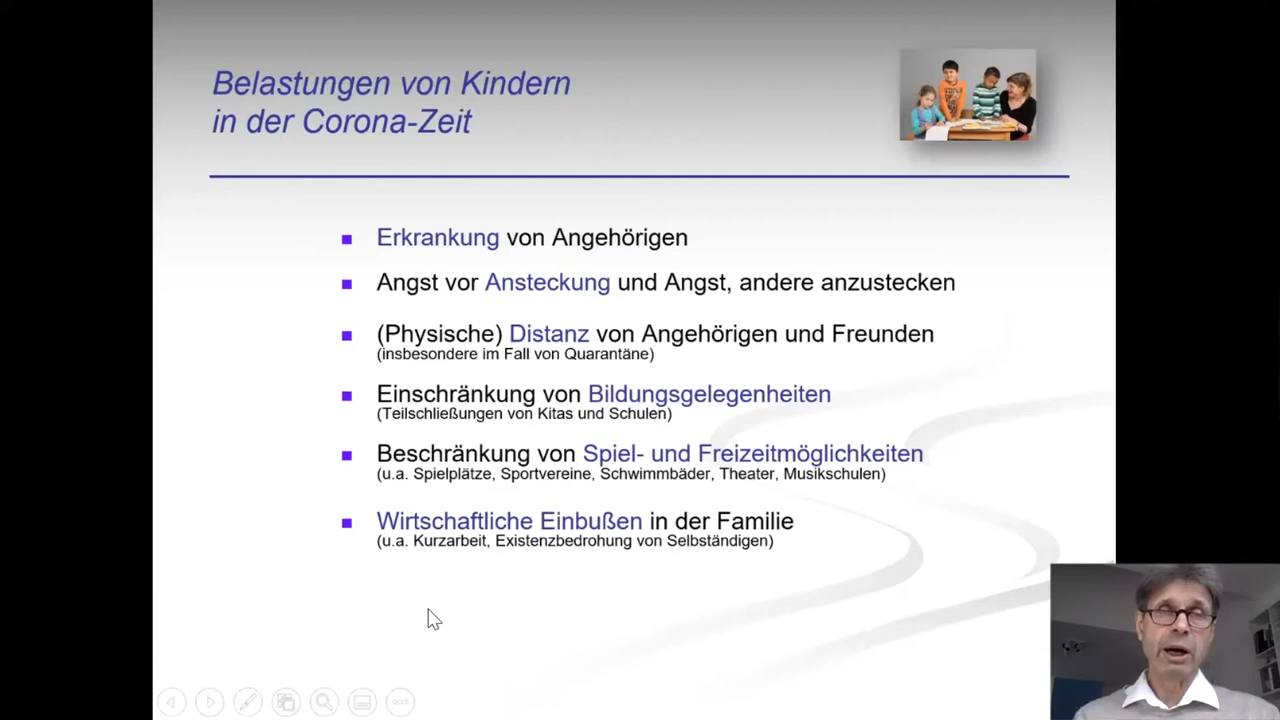 Belastungen von Kindern
in der Corona-Zeit
Erkrankung von Angehörigen
Angst vor Ansteckung und Angst, andere anzustecken
(Physische) Distanz von Angehörigen und Freunden
(insbesondere im Fall von Quarantäne)
Einschränkung von Bildungsgelegenheiten
(Teilschließungen von Kitas und Schulen)
Beschränkung von Spiel- und Freizeitmöglichkeiten
(u.a. Spielplätze, Sportvereine, Schwimmbäder, Theater, Musikschulen)
Wirtschaftliche Einbußen in der Familie
(u.a. Kurzarbeit, Existenzbedrohung von Selbständigen)